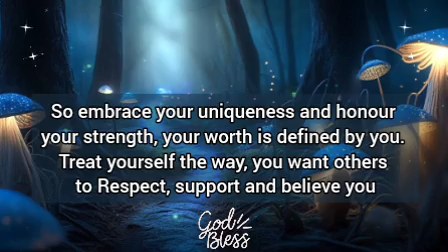 So embrace your uniqueness and honour
your strength, your worth is defined by you.
Treat yourself the way, you want others
to Respect, support and believe you
God
Bless